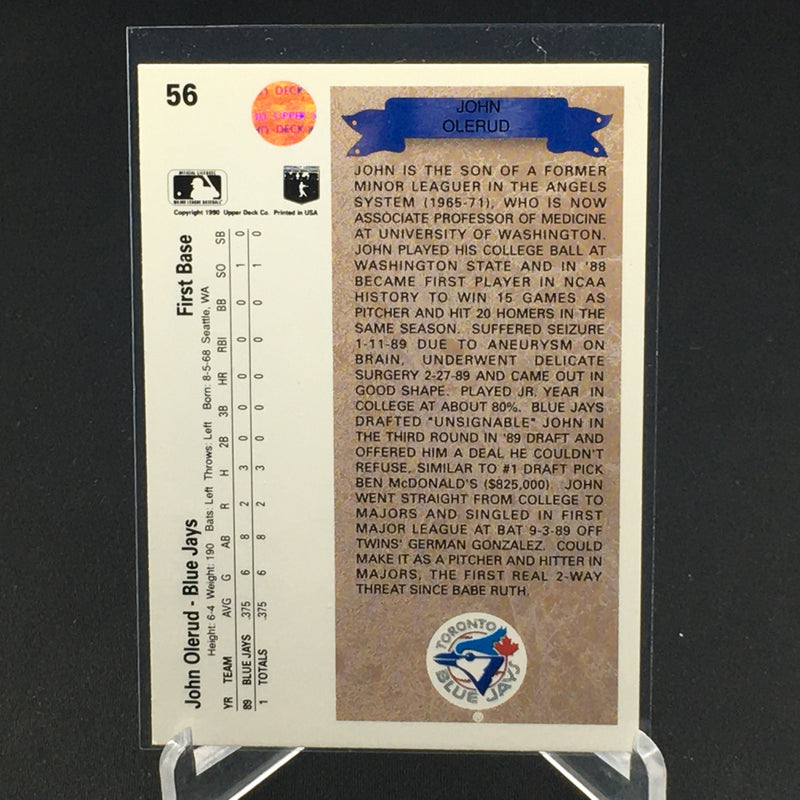 56
D. DECK
UPPER
D. DECK
OFFICIAL LICENSEE
MAJOR LEAGUE BASEBALL
Copyright 1990 Upper Deck Co. Printed in USA
John Olerud - Blue Jays First Base
Height: 6-4 Weight: 190 Bats: Left Throws: Left Born: 8-5-68 Seattle, WA
YR TEAM AVG G AB R H 2B 3B HR RBI BB SO SB
89 BLUE JAYS .375 6 8 2 3 0 0 0 0 0 1 0
1 TOTALS .375 6 8 2 3 0 0 0 0 0 1 0
JOHN
OLERUD
JOHN IS THE SON OF A FORMER
MINOR LEAGUER IN THE ANGELS
SYSTEM (1965-71), WHO IS NOW
ASSOCIATE PROFESSOR OF MEDICINE
AT UNIVERSITY OF WASHINGTON.
JOHN PLAYED HIS COLLEGE BALL AT
WASHINGTON STATE AND IN '88
BECAME FIRST PLAYER IN NCAA
HISTORY TO WIN 15 GAMES AS
PITCHER AND HIT 20 HOMERS IN THE
SAME SEASON. SUFFERED SEIZURE
1-11-89 DUE TO ANEURYSM ON
BRAIN, UNDERWENT DELICATE
SURGERY 2-27-89 AND CAME OUT IN
GOOD SHAPE. PLAYED JR. YEAR IN
COLLEGE AT ABOUT 80%. BLUE JAYS
DRAFTED "UNSIGNABLE" JOHN IN
THE THIRD ROUND IN '89 DRAFT AND
OFFERED HIM A DEAL HE COULDN'T
REFUSE, SIMILAR TO #1 DRAFT PICK
BEN McDONALD'S ($825,000). JOHN
WENT STRAIGHT FROM COLLEGE TO
MAJORS AND SINGLED IN FIRST
MAJOR LEAGUE AT BAT 9-3-89 OFF
TWINS' GERMAN GONZALEZ. COULD
MAKE IT AS A PITCHER AND HITTER IN
MAJORS, THE FIRST REAL 2-WAY
THREAT SINCE BABE RUTH.
TORONTO
BLUE JAYS